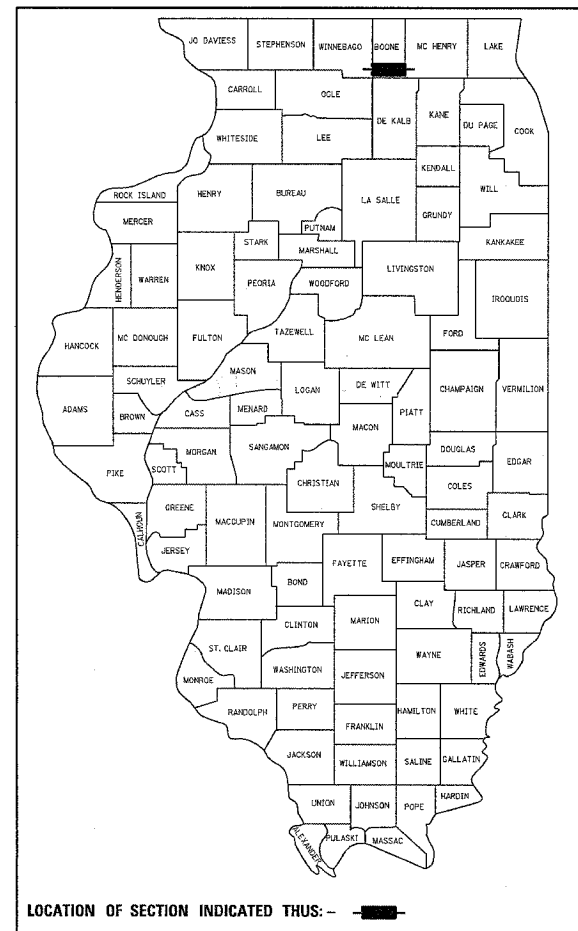 JO DAVIESS STEPHENSON WINNEBAGO BOONE MC HENRY LAKE
CARROLL OGLE
DE KALB KANE DU PAGE COOK
WHITESIDE LEE
KENDALL WILL
ROCK ISLAND HENRY BUREAU LA SALLE GRUNDY
MERCER PUTNAM
STARK MARSHALL KANKAKEE
HENDERSON WARREN KNOX PEORIA WOODFORD LIVINGSTON IROQUOIS
HANCOCK MC DONOUGH FULTON TAZEWELL MC LEAN FORD
SCHUYLER MASON LOGAN DE WITT CHAMPAIGN VERMILION
ADAMS BROWN CASS MENARD PIATT
MACON
PIKE SCOTT MORGAN SANGAMON CHRISTIAN MOULTRIE DOUGLAS EDGAR
COLES
CALHOUN GREENE MACOUPIN MONTGOMERY SHELBY CUMBERLAND CLARK
JERSEY
FAYETTE EFFINGHAM JASPER CRAWFORD
MADISON BOND
CLAY RICHLAND LAWRENCE
CLINTON MARION
ST. CLAIR WAYNE EDWARDS WABASH
WASHINGTON JEFFERSON
MONROE
RANDOLPH PERRY HAMILTON WHITE
FRANKLIN
JACKSON WILLIAMSON SALINE GALLATIN
HARDIN
UNION JOHNSON POPE
ALEXANDER PULASKI MASSAC
LOCATION OF SECTION INDICATED THUS: -